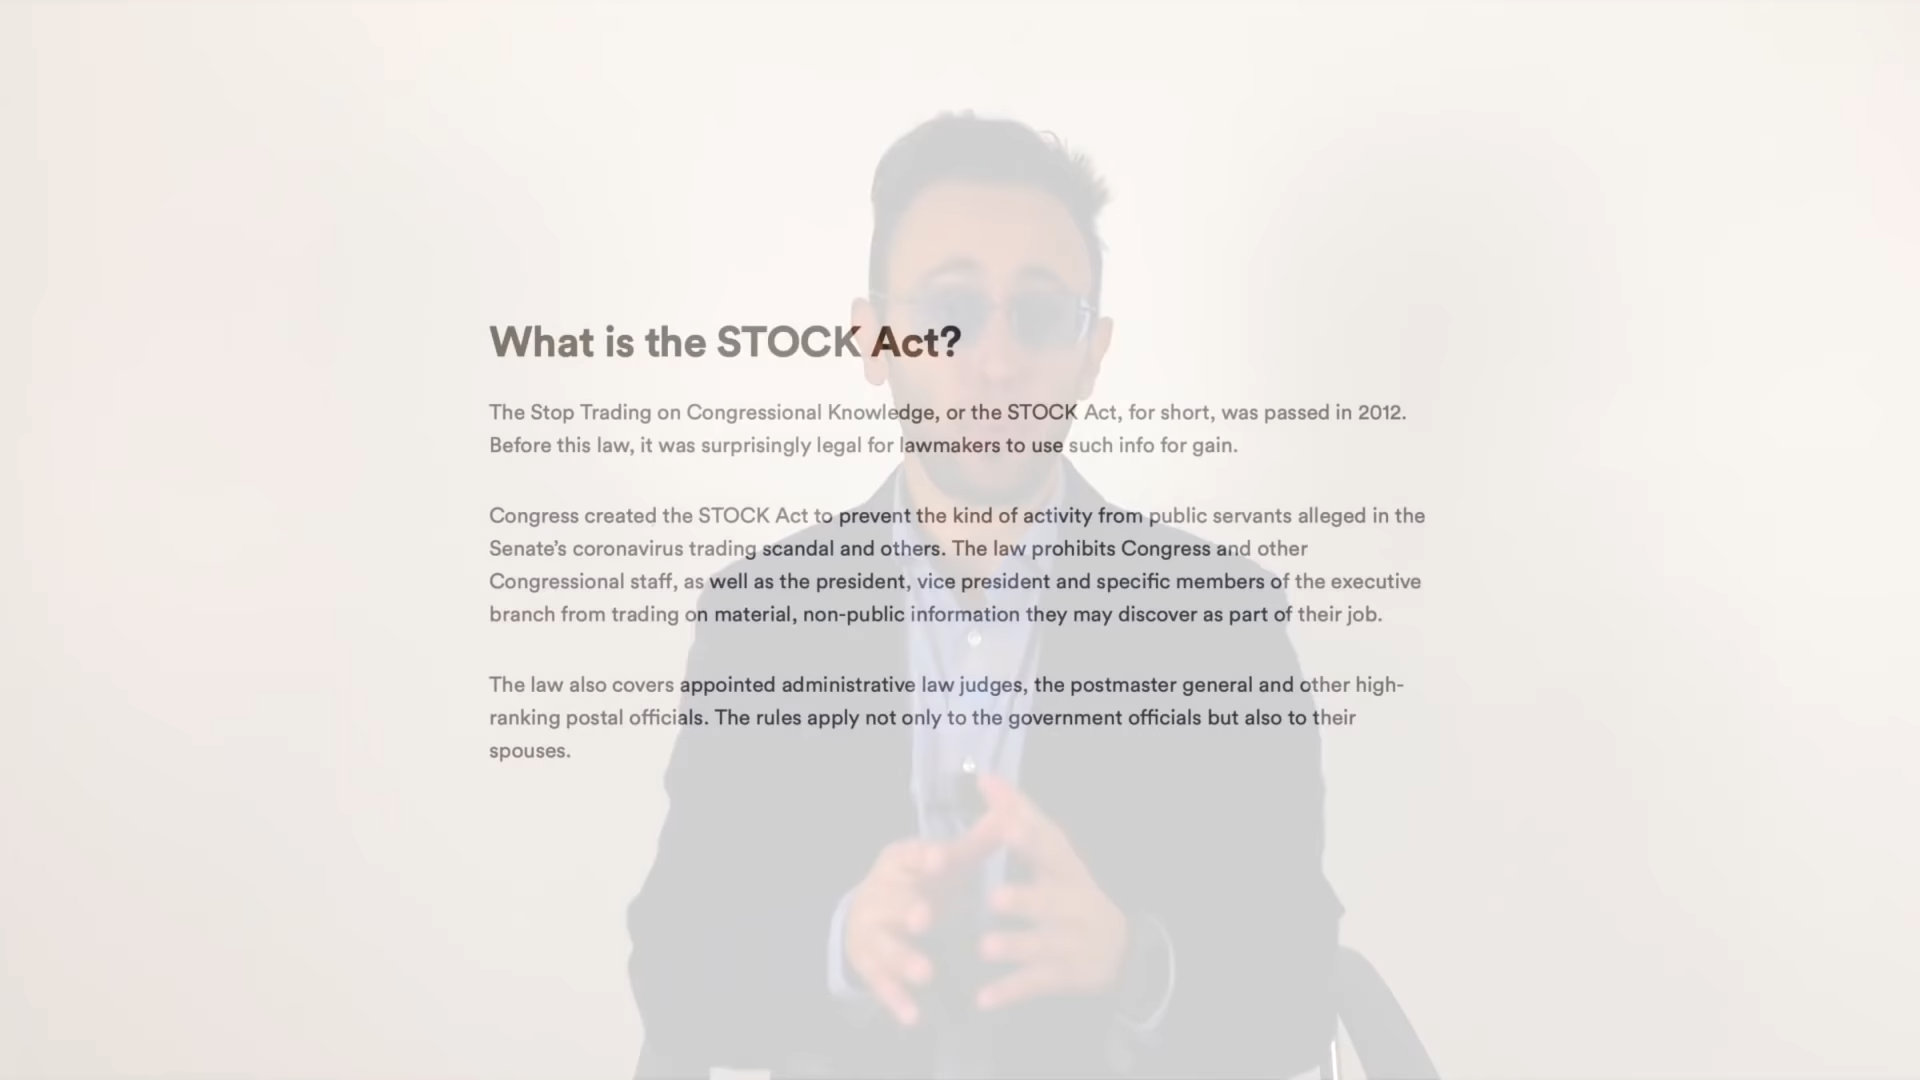 What is the STOCK Act?
The Stop Trading on Congressional Knowledge, or the STOCK Act, for short, was passed in 2012.
Before this law, it was surprisingly legal for lawmakers to use such info for gain.
Congress created the STOCK Act to prevent the kind of activity from public servants alleged in the
Senate’s coronavirus trading scandal and others. The law prohibits Congress and other
Congressional staff, as well as the president, vice president and specific members of the executive
branch from trading on material, non-public information they may discover as part of their job.
The law also covers appointed administrative law judges, the postmaster general and other high-
ranking postal officials. The rules apply not only to the government officials but also to their
spouses.